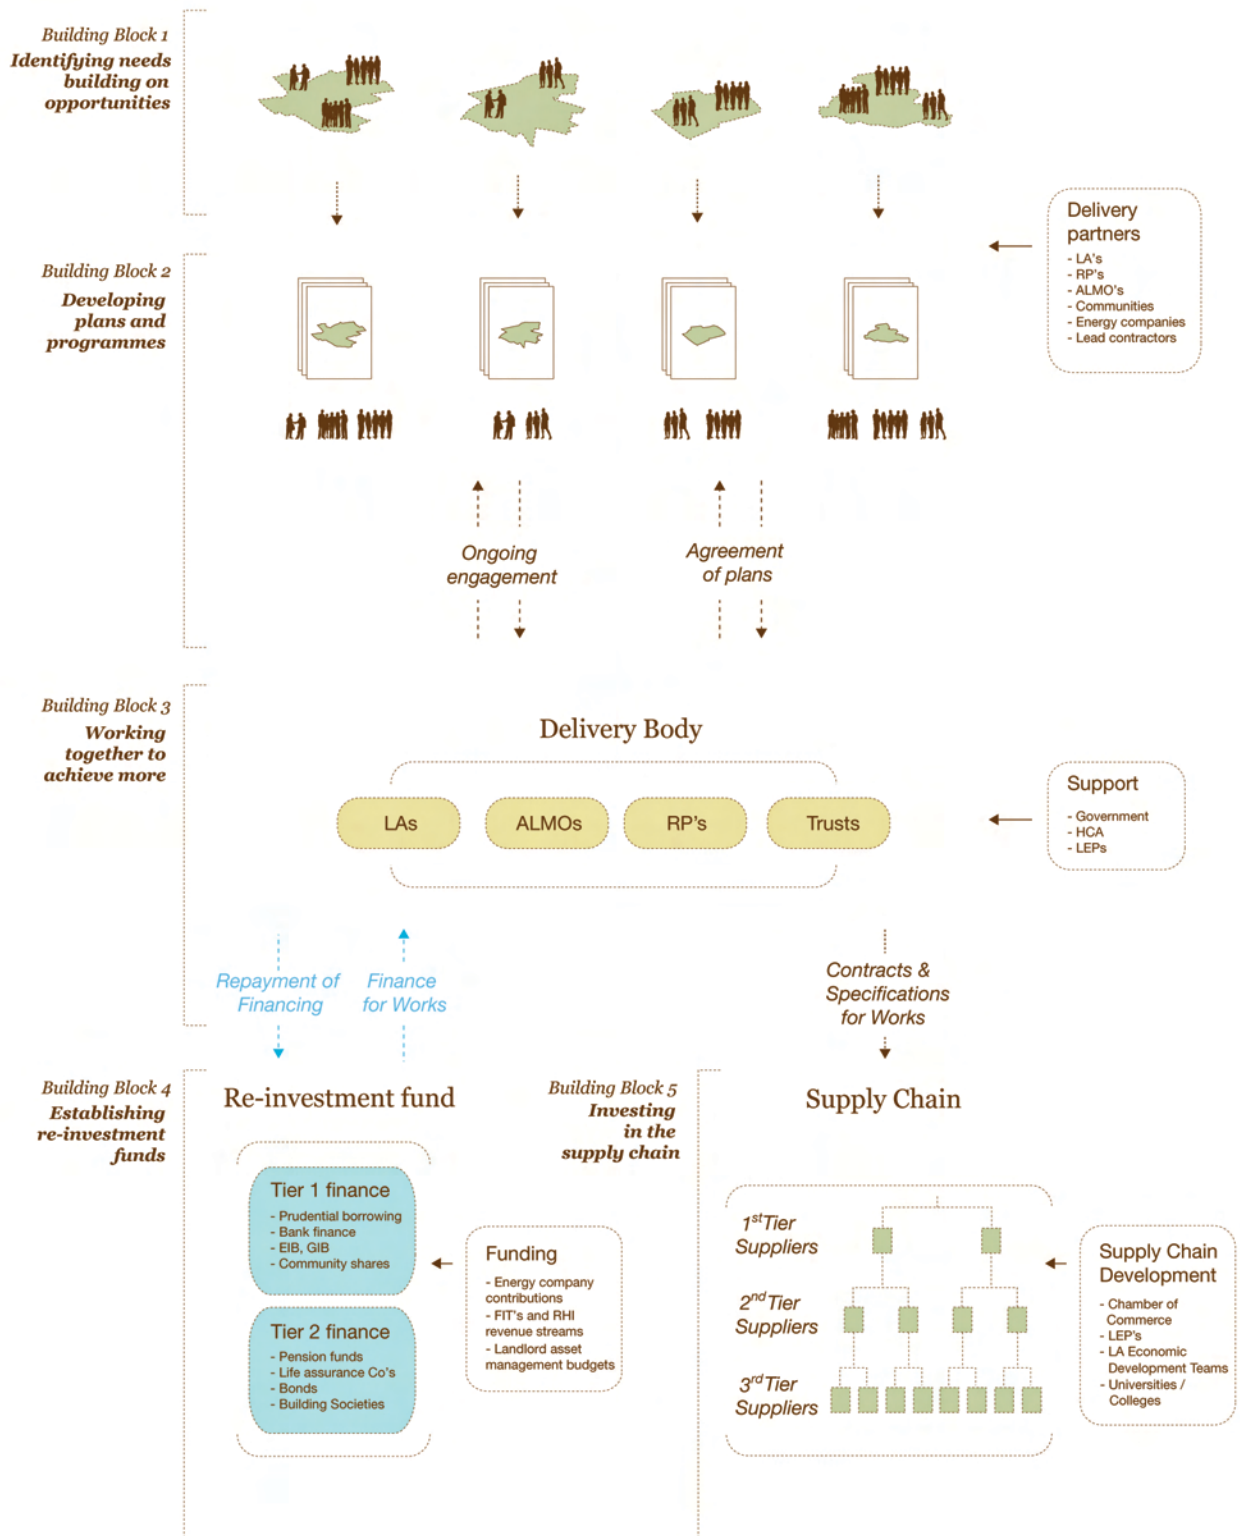 Building Block 1
Identifying needs
building on
opportunities
Building Block 2
Developing
plans and
programmes
Delivery
partners
- LA's
- RP's
- ALMO's
- Communities
- Energy companies
- Lead contractors
Ongoing
engagement
Agreement
of plans
Building Block 3
Working
together to
achieve more
Delivery Body
LAs
ALMOs
RP's
Trusts
Support
- Government
- HCA
- LEPs
Repayment of
Financing
Finance
for Works
Contracts &
Specifications
for Works
Building Block 4
Establishing
re-investment
funds
Re-investment fund
Tier 1 finance
- Prudential borrowing
- Bank finance
- EIB, GIB
- Community shares
Tier 2 finance
- Pension funds
- Life assurance Co's
- Bonds
- Building Societies
Funding
- Energy company
contributions
- FIT's and RHI
revenue streams
- Landlord asset
management budgets
Building Block 5
Investing
in the
supply chain
Supply Chain
1st Tier
Suppliers
2nd Tier
Suppliers
3rd Tier
Suppliers
Supply Chain
Development
- Chamber of
Commerce
- LEP's
- LA Economic
Development Teams
- Universities /
Colleges